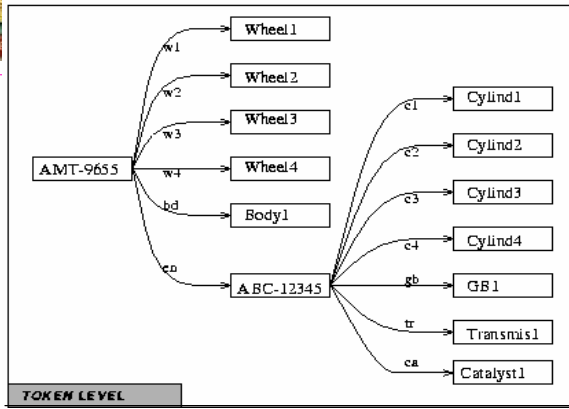 w1 Wheel1
w2 Wheel2
w3 Wheel3
AMT-9655 w4 Wheel4
bd Body1
en ABC-12345
c1 Cylind1
c2 Cylind2
c3 Cylind3
c4 Cylind4
gb GB1
tr Transmis1
ca Catalyst1
TOKEN LEVEL